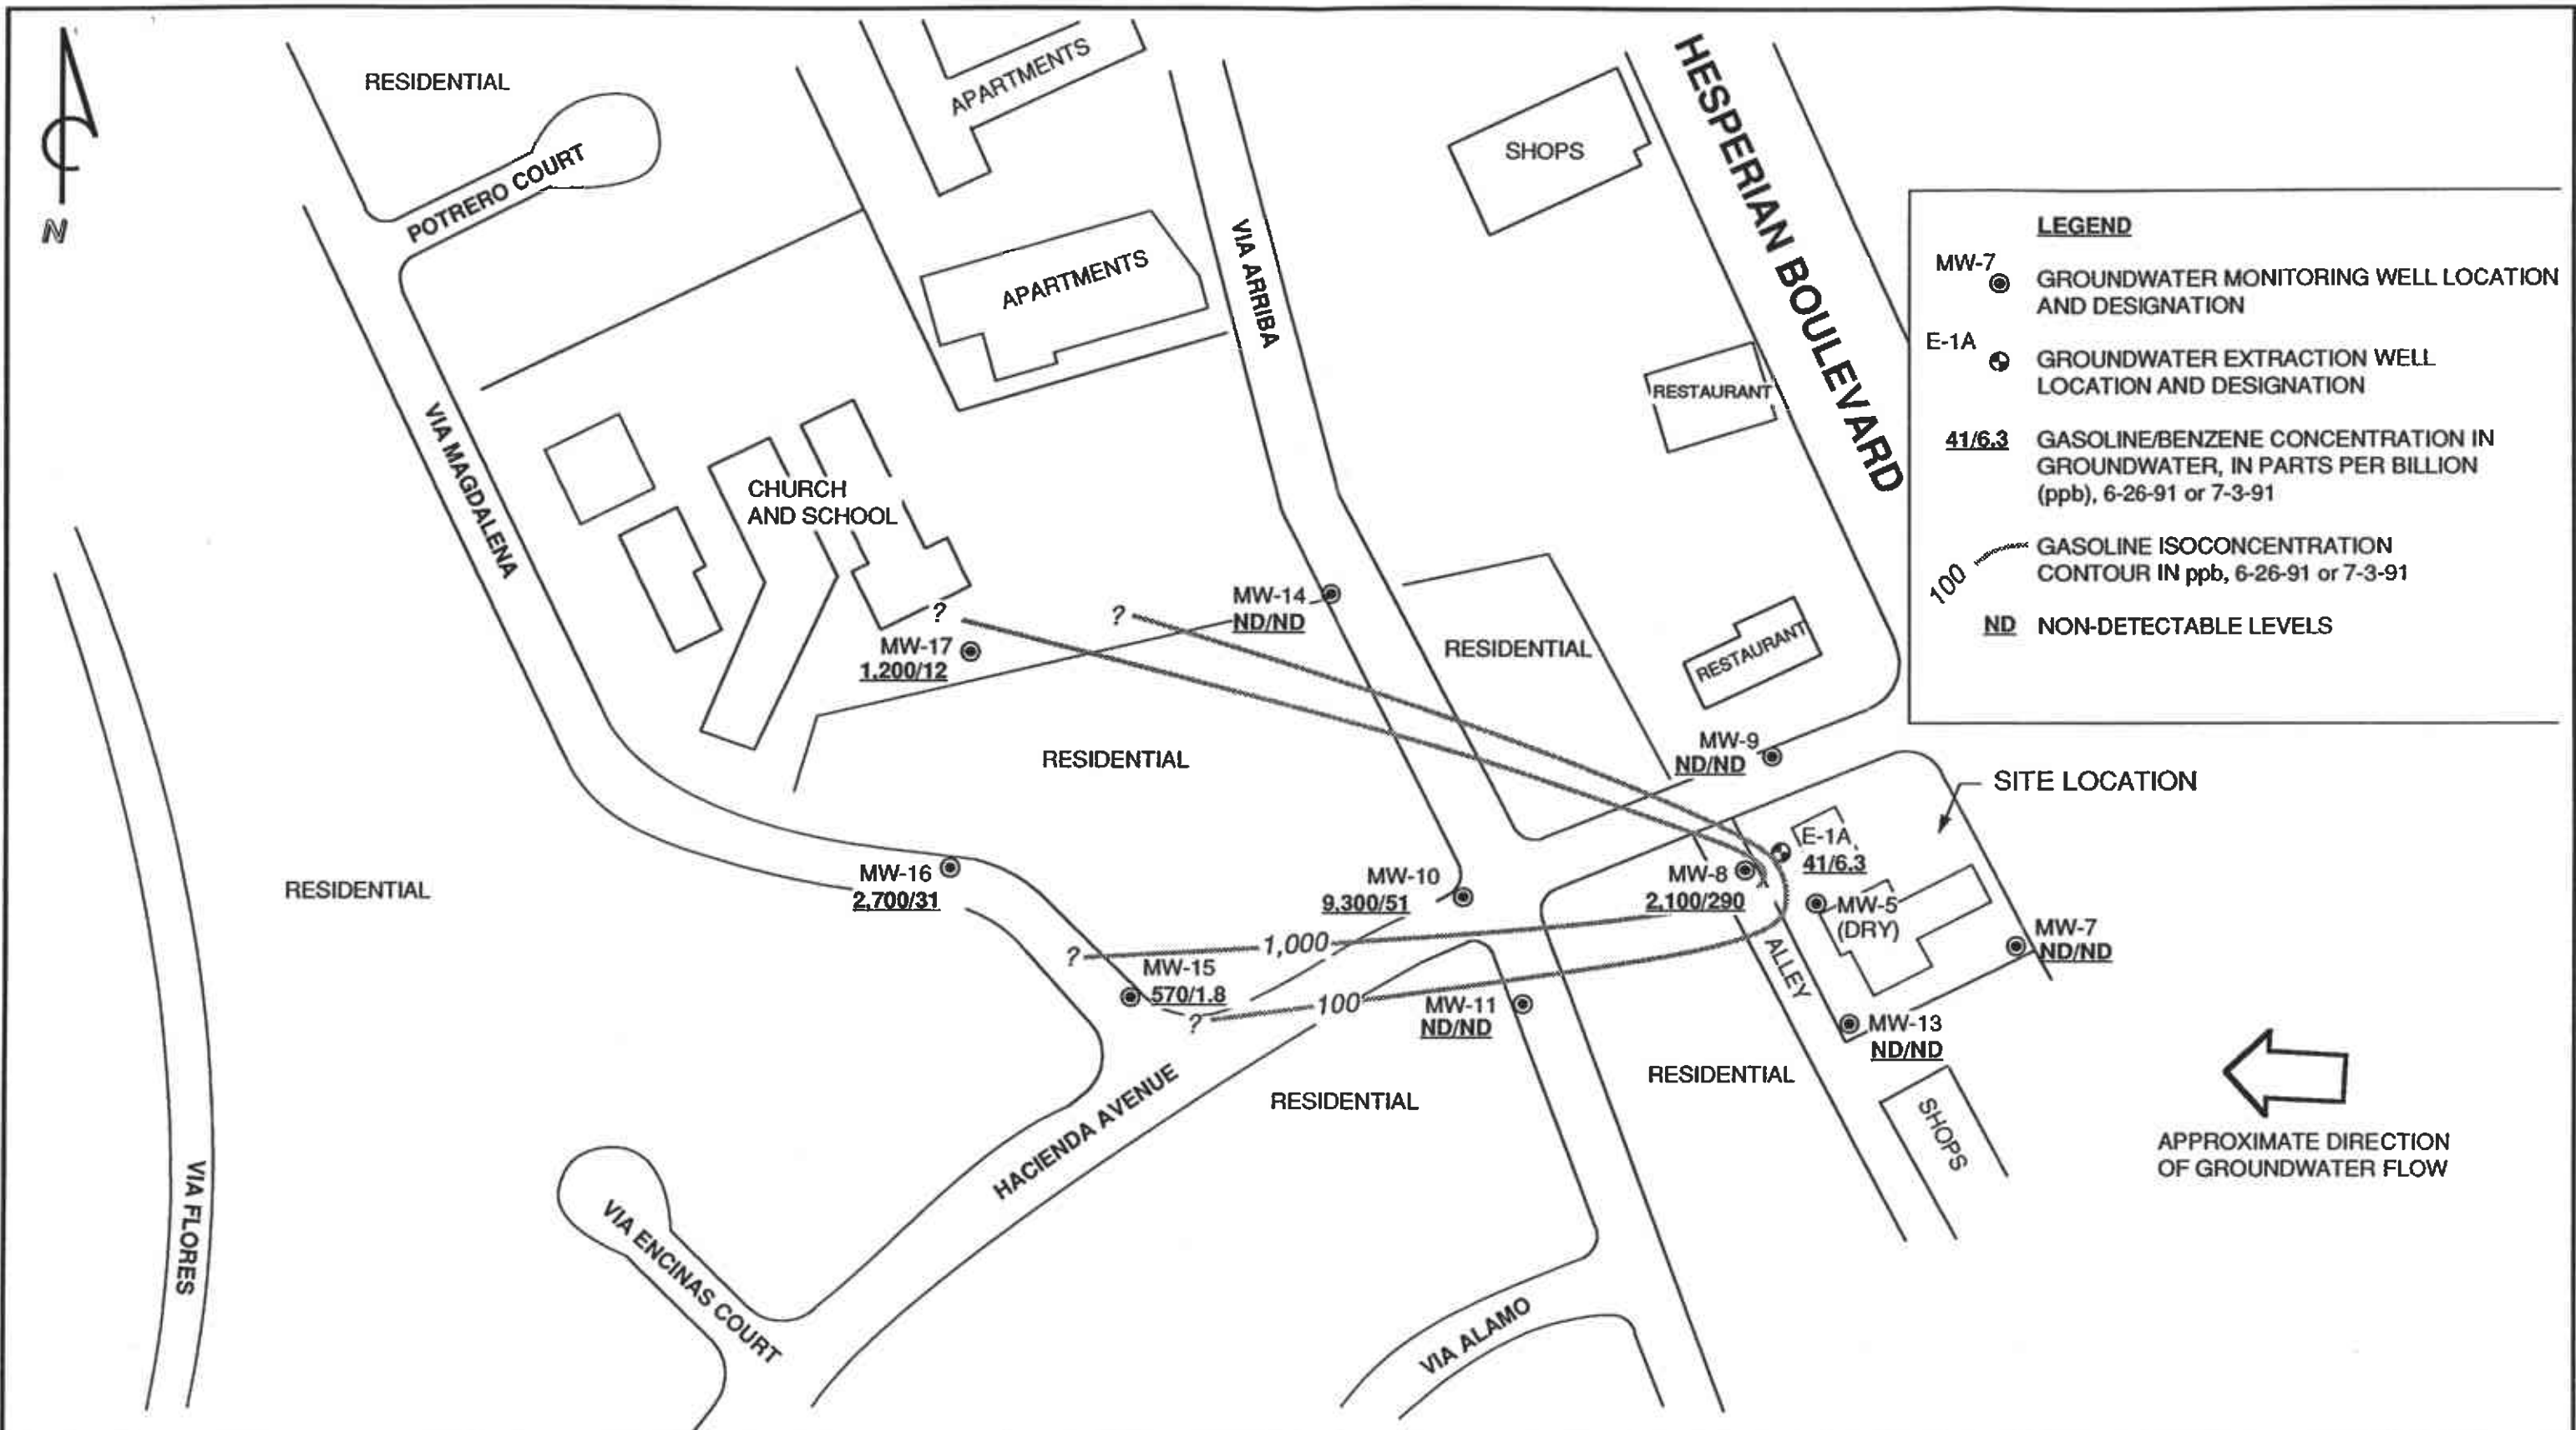 N
RESIDENTIAL
POTRERO COURT
APARTMENTS
APARTMENTS
VIA ARRIBA
SHOPS
HESPERIAN BOULEVARD
RESTAURANT
RESTAURANT
LEGEND
MW-7
GROUNDWATER MONITORING WELL LOCATION
AND DESIGNATION
E-1A
GROUNDWATER EXTRACTION WELL
LOCATION AND DESIGNATION
41/6.3
GASOLINE/BENZENE CONCENTRATION IN
GROUNDWATER, IN PARTS PER BILLION
(ppb), 6-26-91 or 7-3-91
100
GASOLINE ISOCONCENTRATION
CONTOUR IN ppb, 6-26-91 or 7-3-91
ND NON-DETECTABLE LEVELS
VIA MAGDALENA
CHURCH
AND SCHOOL
?
?
MW-14
ND/ND
MW-17
1,200/12
RESIDENTIAL
RESIDENTIAL
MW-9
ND/ND
SITE LOCATION
E-1A
41/6.3
MW-8
2,100/290
MW-5
(DRY)
MW-7
ND/ND
MW-10
9,300/51
MW-16
2,700/31
RESIDENTIAL
? 1,000
MW-15
570/1.8
? 100
MW-11
ND/ND
ALLEY
MW-13
ND/ND
RESIDENTIAL
RESIDENTIAL
SHOPS
APPROXIMATE DIRECTION
OF GROUNDWATER FLOW
HACIENDA AVENUE
VIA FLORES
VIA ENCINAS COURT
VIA ALAMO